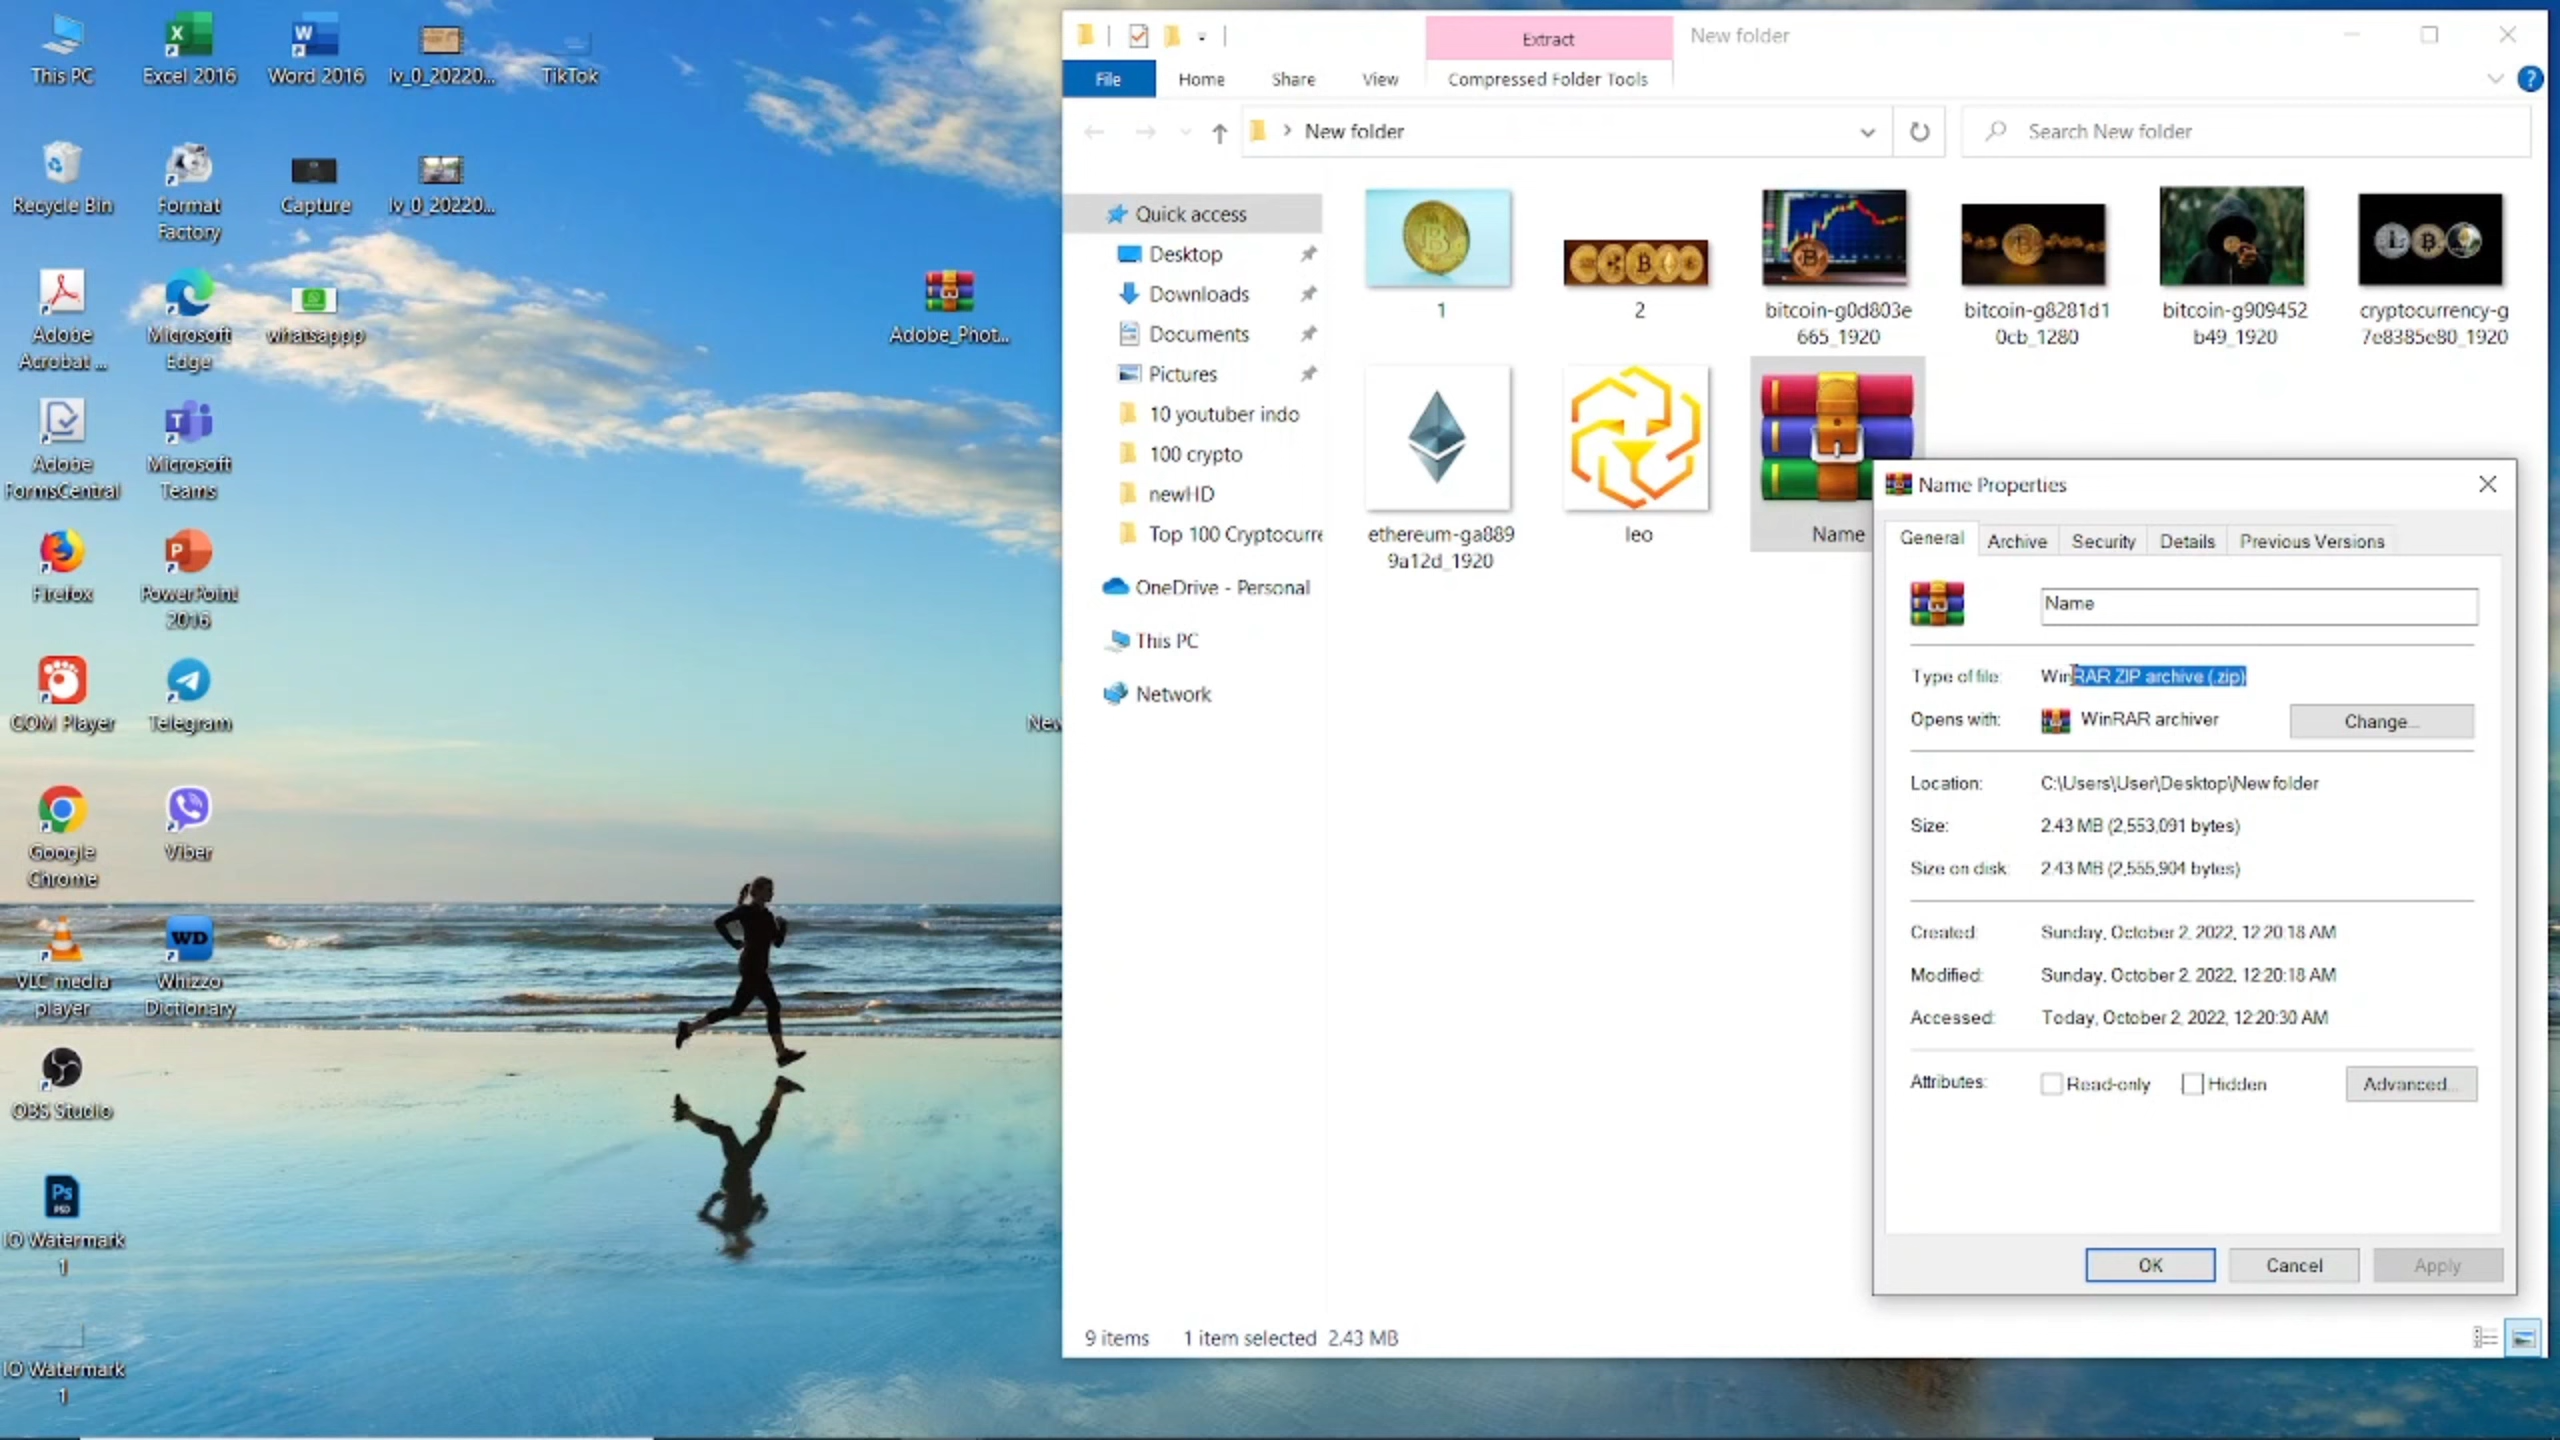 This PC
Excel 2016
Word 2016
lv_0_20220...
TikTok
Recycle Bin
Format
Factory
Capture
lv_0_20220...
Adobe
Acrobat ...
Microsoft
Edge
whatsappp
Adobe_Phot...
Adobe
FormsCentral
Microsoft
Teams
Firefox
PowerPoint
2016
GOM Player
Telegram
New
Google
Chrome
Viber
VLC media
player
WD
Whizzo
Dictionary
OBS Studio
Ps
PSD
IO Watermark
1
IO Watermark
1
Extract
New folder
File
Home
Share
View
Compressed Folder Tools
New folder
Search New folder
Quick access
Desktop
Downloads
Documents
Pictures
10 youtuber indo
100 crypto
newHD
Top 100 Cryptocurre
OneDrive - Personal
This PC
Network
1
2
bitcoin-g0d803e
665_1920
bitcoin-g8281d1
0cb_1280
bitcoin-g909452
b49_1920
cryptocurrency-g
7e8385e80_1920
ethereum-ga889
9a12d_1920
leo
Name
Name Properties
General
Archive
Security
Details
Previous Versions
Name
Type of file: WinRAR ZIP archive (.zip)
Opens with: WinRAR archiver
Change...
Location: C:\Users\User\Desktop\New folder
Size: 2.43 MB (2,553,091 bytes)
Size on disk: 2.43 MB (2,555,904 bytes)
Created: Sunday, October 2, 2022, 12:20:18 AM
Modified: Sunday, October 2, 2022, 12:20:18 AM
Accessed: Today, October 2, 2022, 12:20:30 AM
Attributes: Read-only Hidden
Advanced...
OK
Cancel
Apply
9 items 1 item selected 2.43 MB